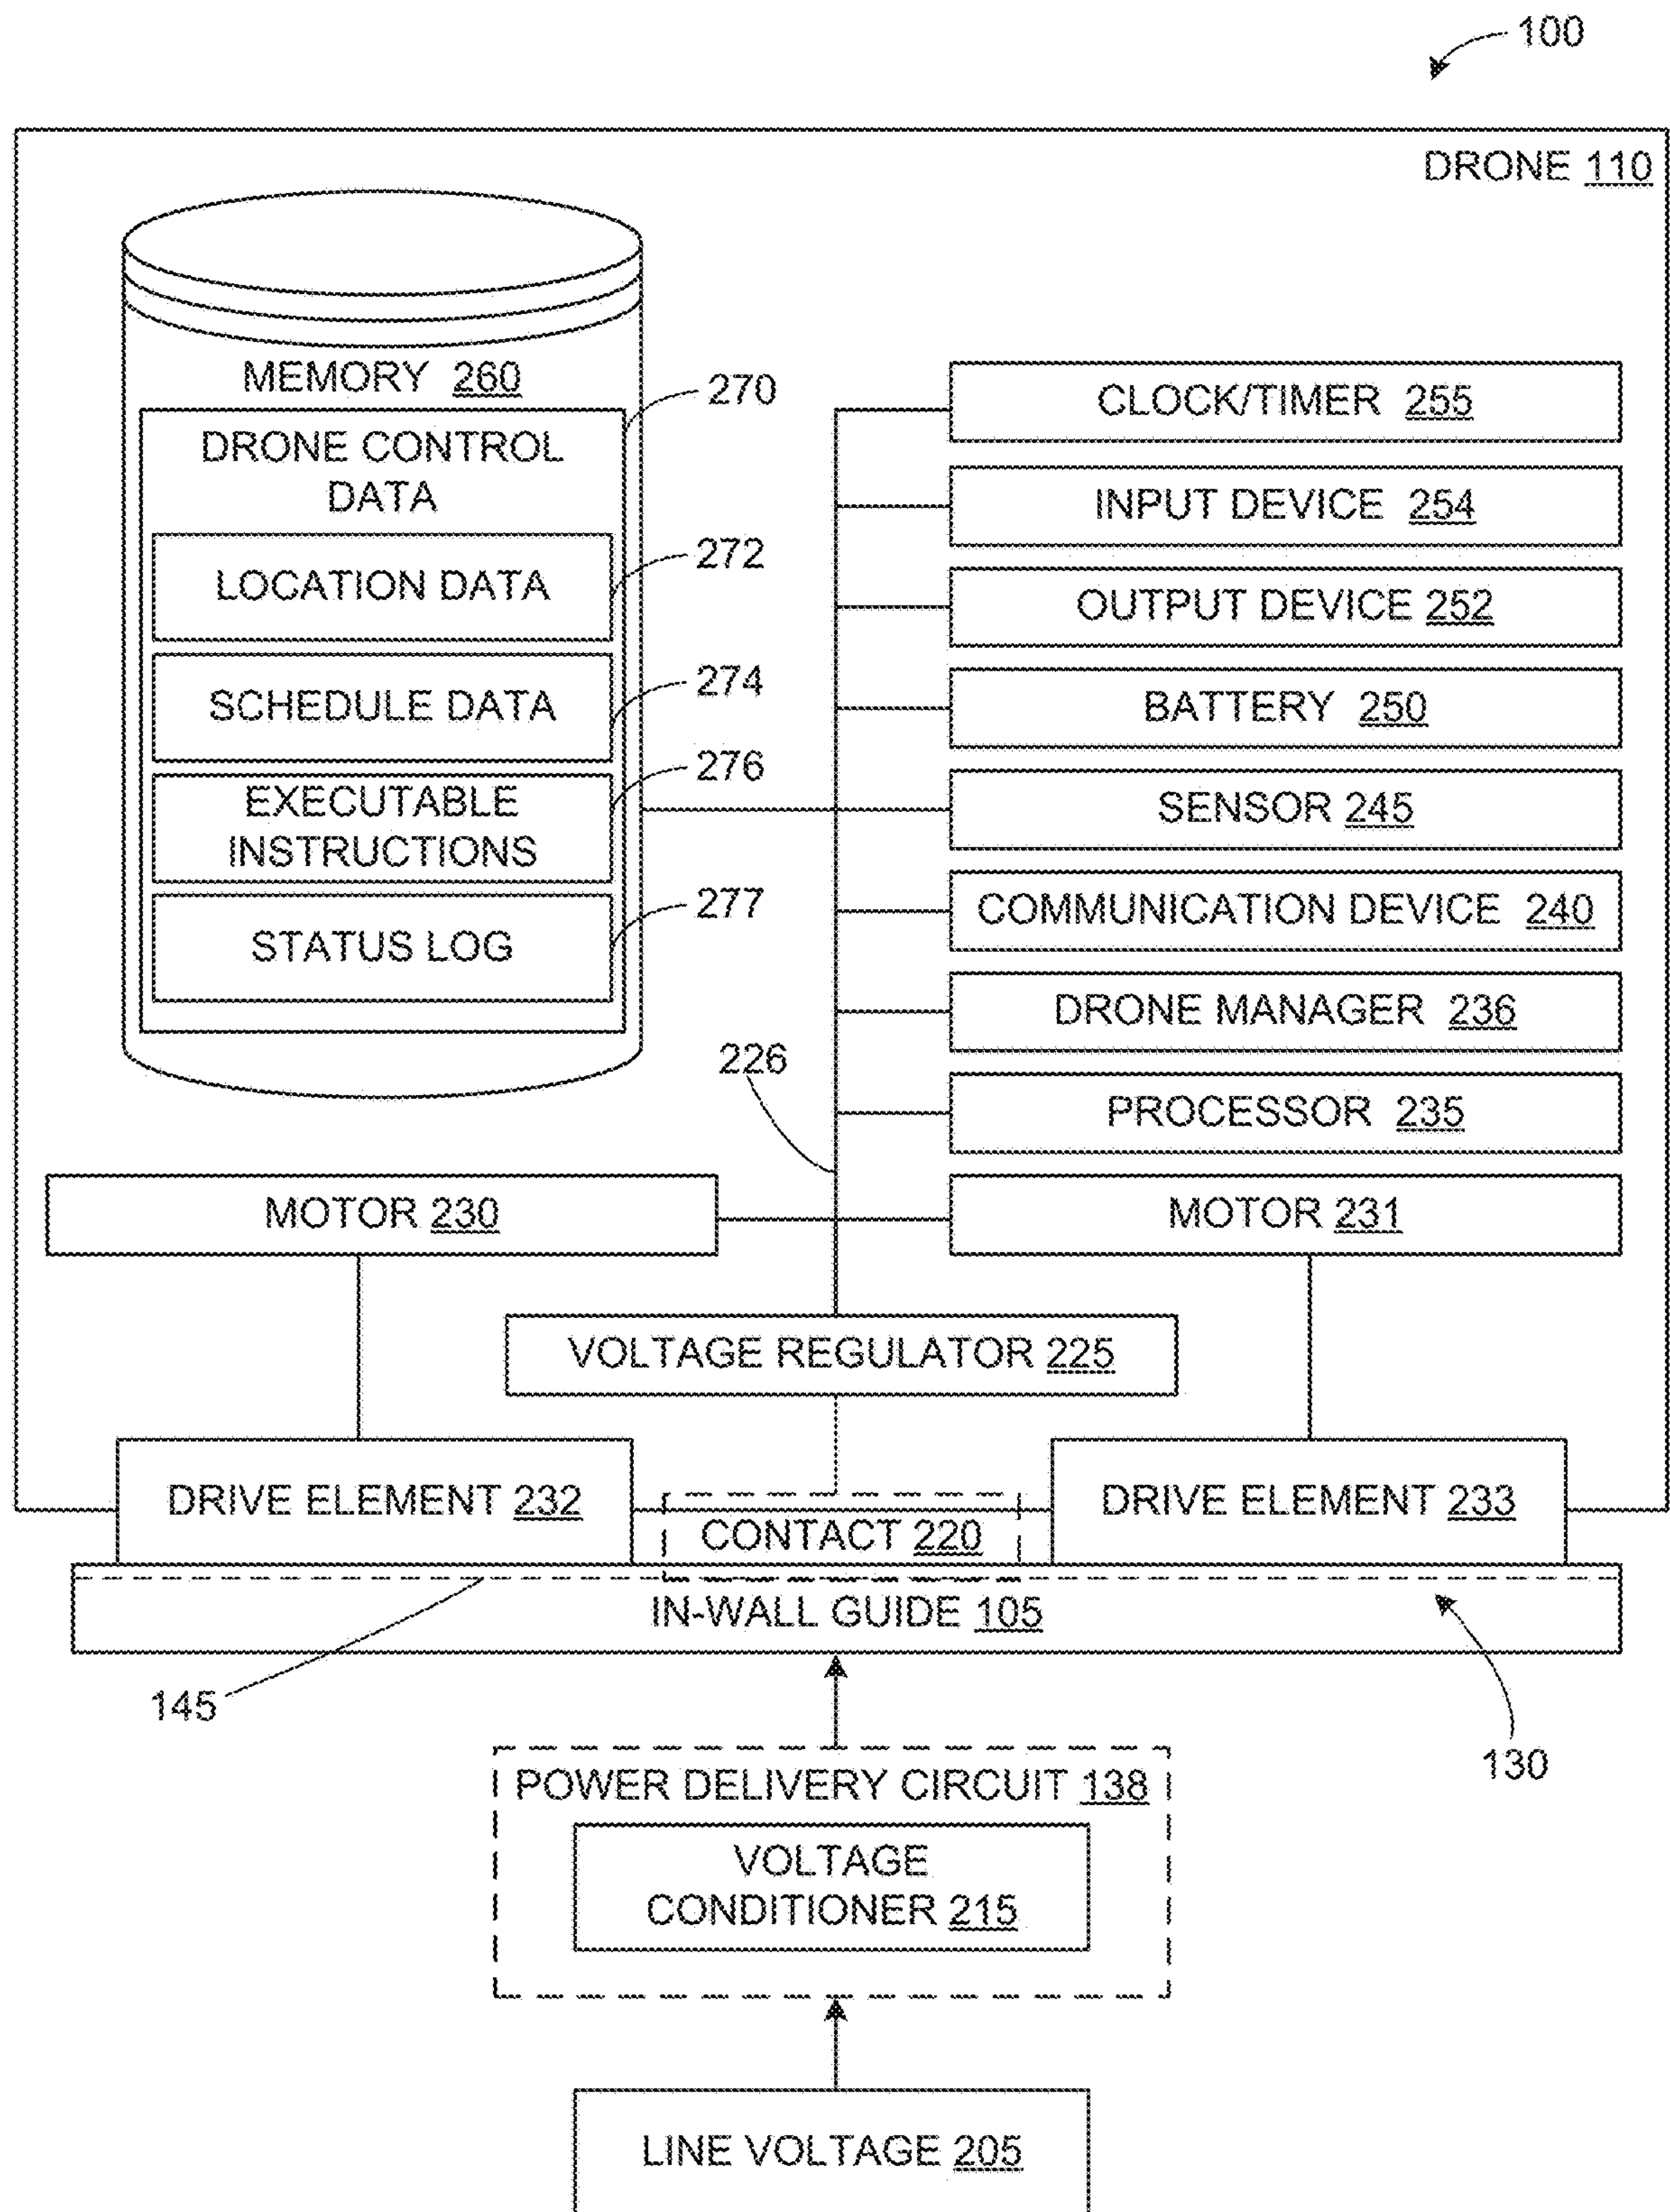 100
DRONE 110
MEMORY 260
270
DRONE CONTROL
DATA
272
LOCATION DATA
274
SCHEDULE DATA
276
EXECUTABLE
INSTRUCTIONS
277
STATUS LOG
CLOCK/TIMER 255
INPUT DEVICE 254
OUTPUT DEVICE 252
BATTERY 250
SENSOR 245
COMMUNICATION DEVICE 240
DRONE MANAGER 236
226
PROCESSOR 235
MOTOR 230
MOTOR 231
VOLTAGE REGULATOR 225
DRIVE ELEMENT 232
CONTACT 220
DRIVE ELEMENT 233
IN-WALL GUIDE 105
145
130
POWER DELIVERY CIRCUIT 138
VOLTAGE
CONDITIONER 215
LINE VOLTAGE 205